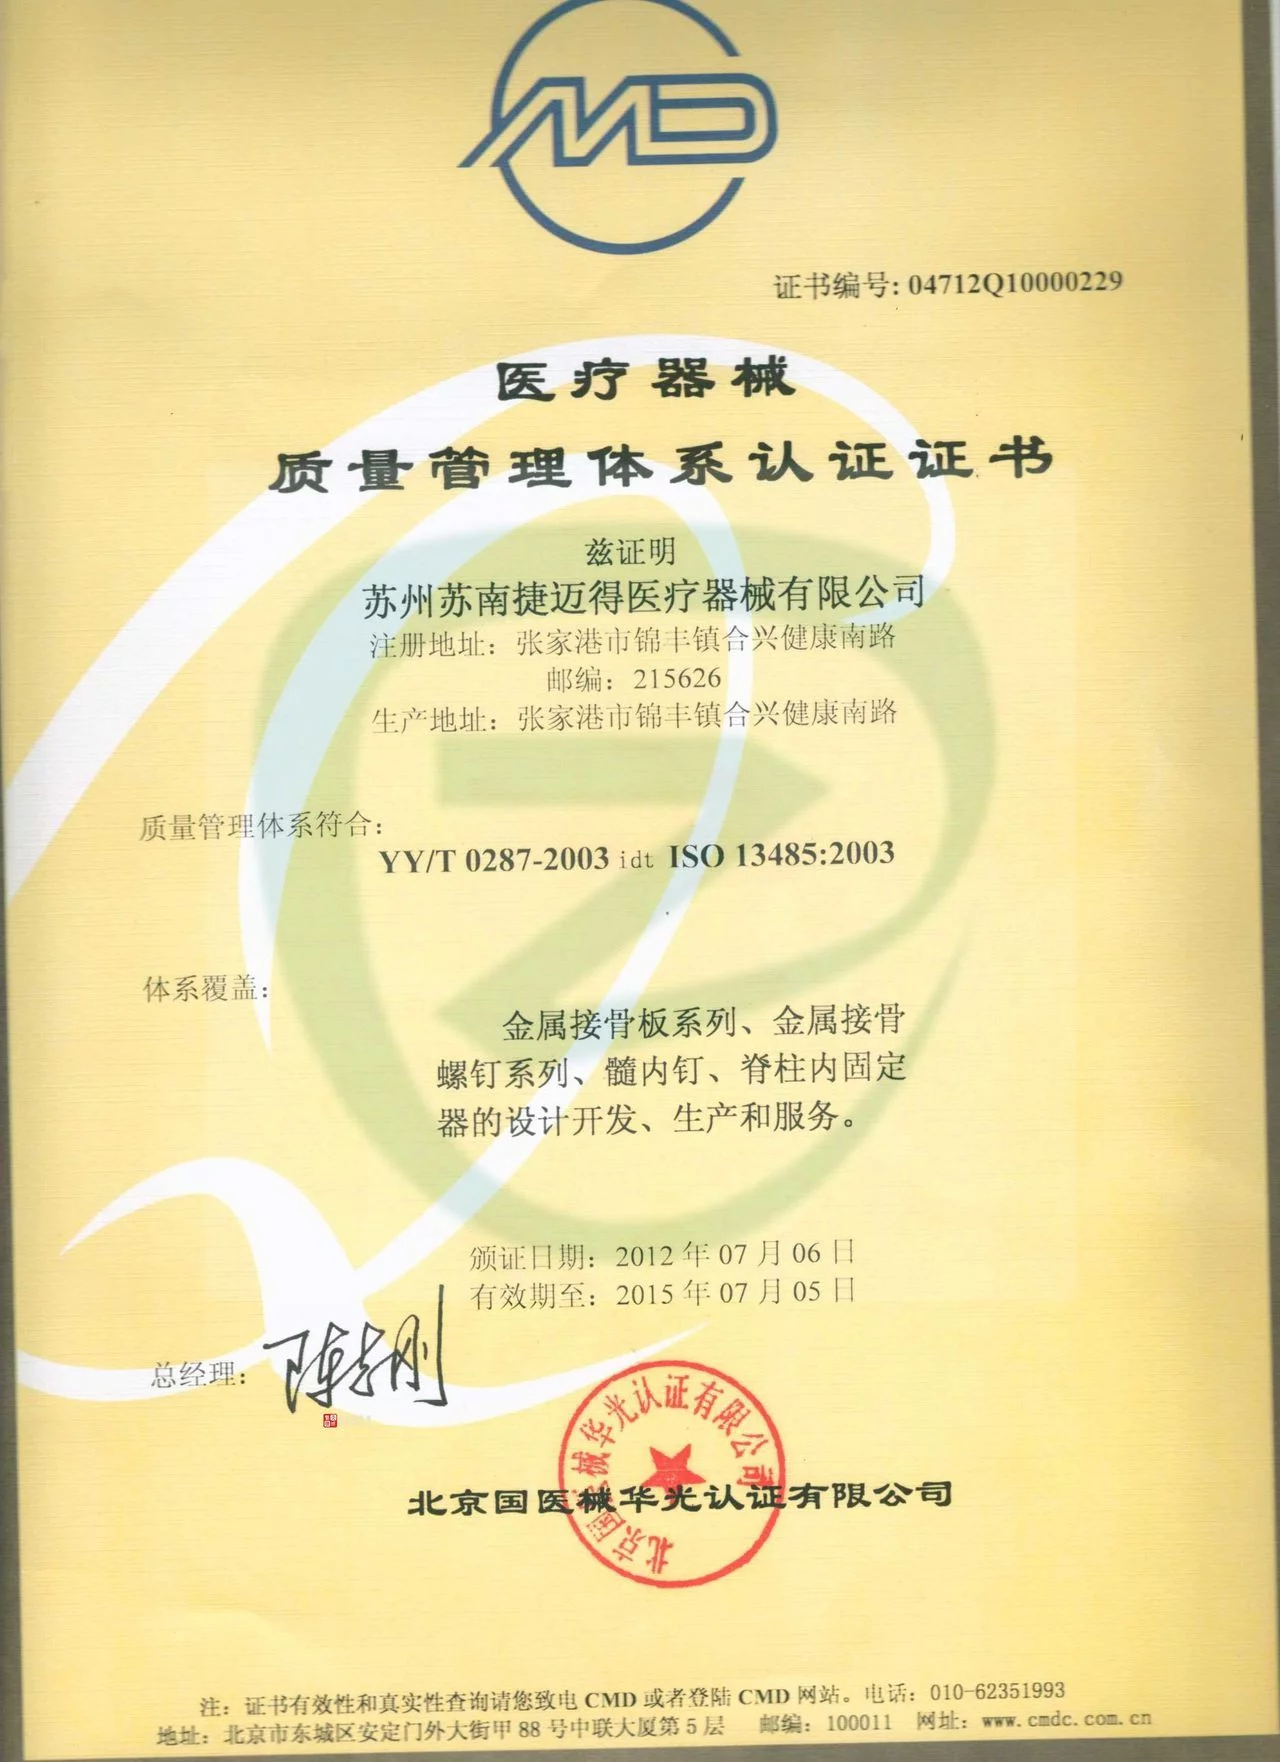 CMD
证书编号: 04712Q10000229
医疗器械
质量管理体系认证证书
兹证明
苏州苏南捷迈得医疗器械有限公司
注册地址：张家港市锦丰镇合兴健康南路
邮编：215626
生产地址：张家港市锦丰镇合兴健康南路
质量管理体系符合：
YY/T 0287-2003 idt ISO 13485:2003
体系覆盖：
金属接骨板系列、金属接骨
螺钉系列、髓内钉、脊柱内固定
器的设计开发、生产和服务。
颁证日期：2012 年 07 月 06 日
有效期至：2015 年 07 月 05 日
总经理：陈志刚
北京国医械华光认证有限公司
北京国医械华光认证有限公司
注：证书有效性和真实性查询请您致电 CMD 或者登陆 CMD 网站。电话：010-62351993
地址：北京市东城区安定门外大街甲 88 号中联大厦第 5 层 邮编：100011 网址：www.cmdc.com.cn